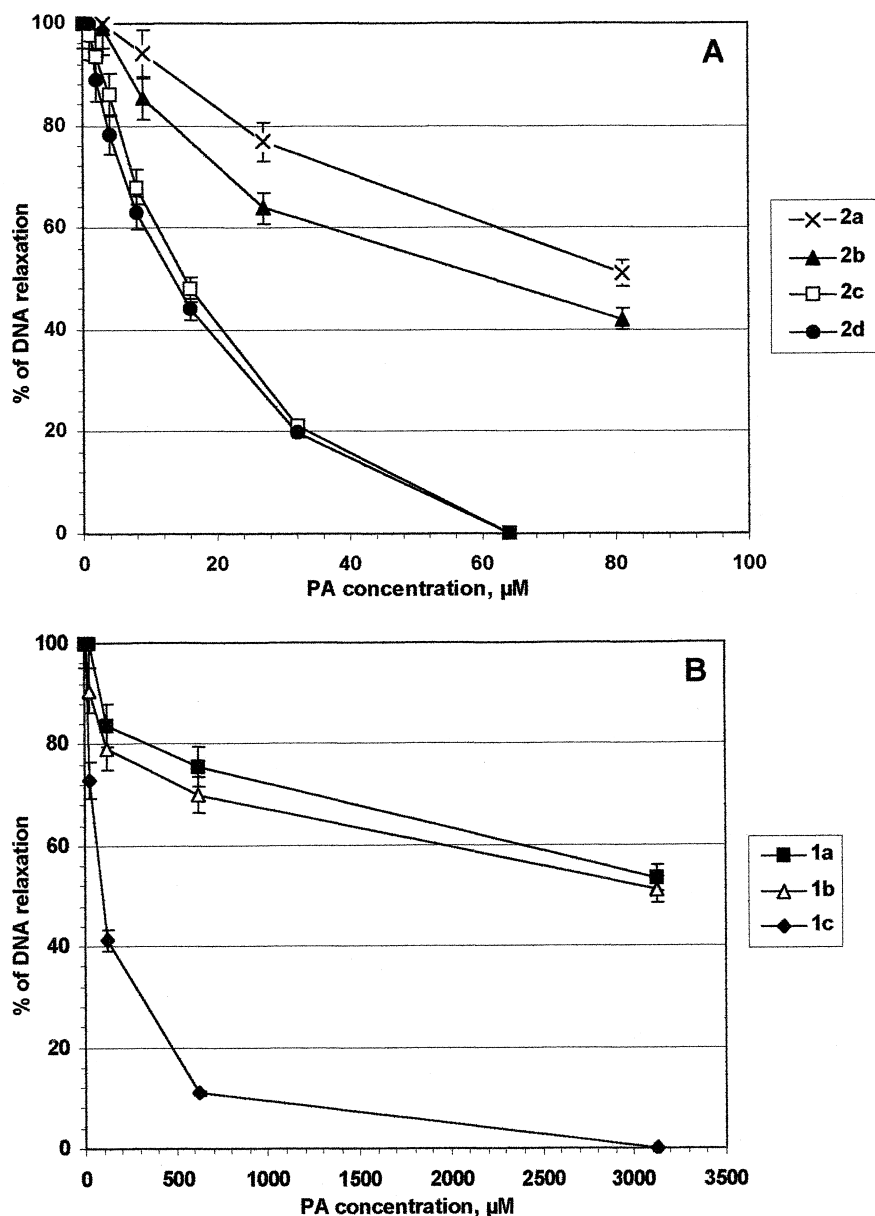 A
% of DNA relaxation
100
80
60
40
20
0
0 20 40 60 80 100
PA concentration, µM
2a
2b
2c
2d
B
% of DNA relaxation
100
80
60
40
20
0
0 500 1000 1500 2000 2500 3000 3500
PA concentration, µM
1a
1b
1c